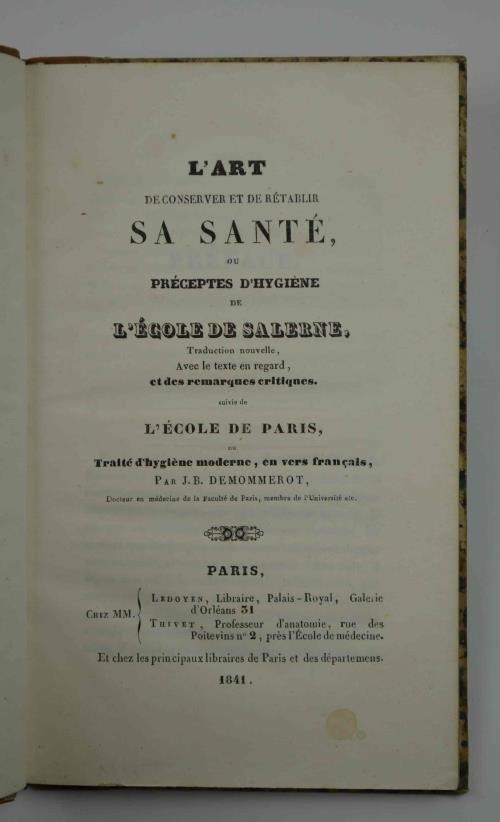 L'ART
DE CONSERVER ET DE RÉTABLIR
SA SANTÉ,
OU
PRÉCEPTES D'HYGIÈNE
DE
L'ÉCOLE DE SALERNE,
Traduction nouvelle,
Avec le texte en regard,
et des remarques critiques.
suivie de
L'ÉCOLE DE PARIS,
OU
Traité d'hygiène moderne, en vers français,
PAR J. B. DEMOMMEROT,
Docteur en médecine de la Faculté de Paris, membre de l'Université etc.
PARIS,
CHEZ MM.
LEDOYEN, Libraire, Palais-Royal, Galerie
d'Orléans 31
THIVET, Professeur d'anatomie, rue des
Poitevins nº 2, près l'École de médecine.
Et chez les principaux libraires de Paris et des départemens.
1841.